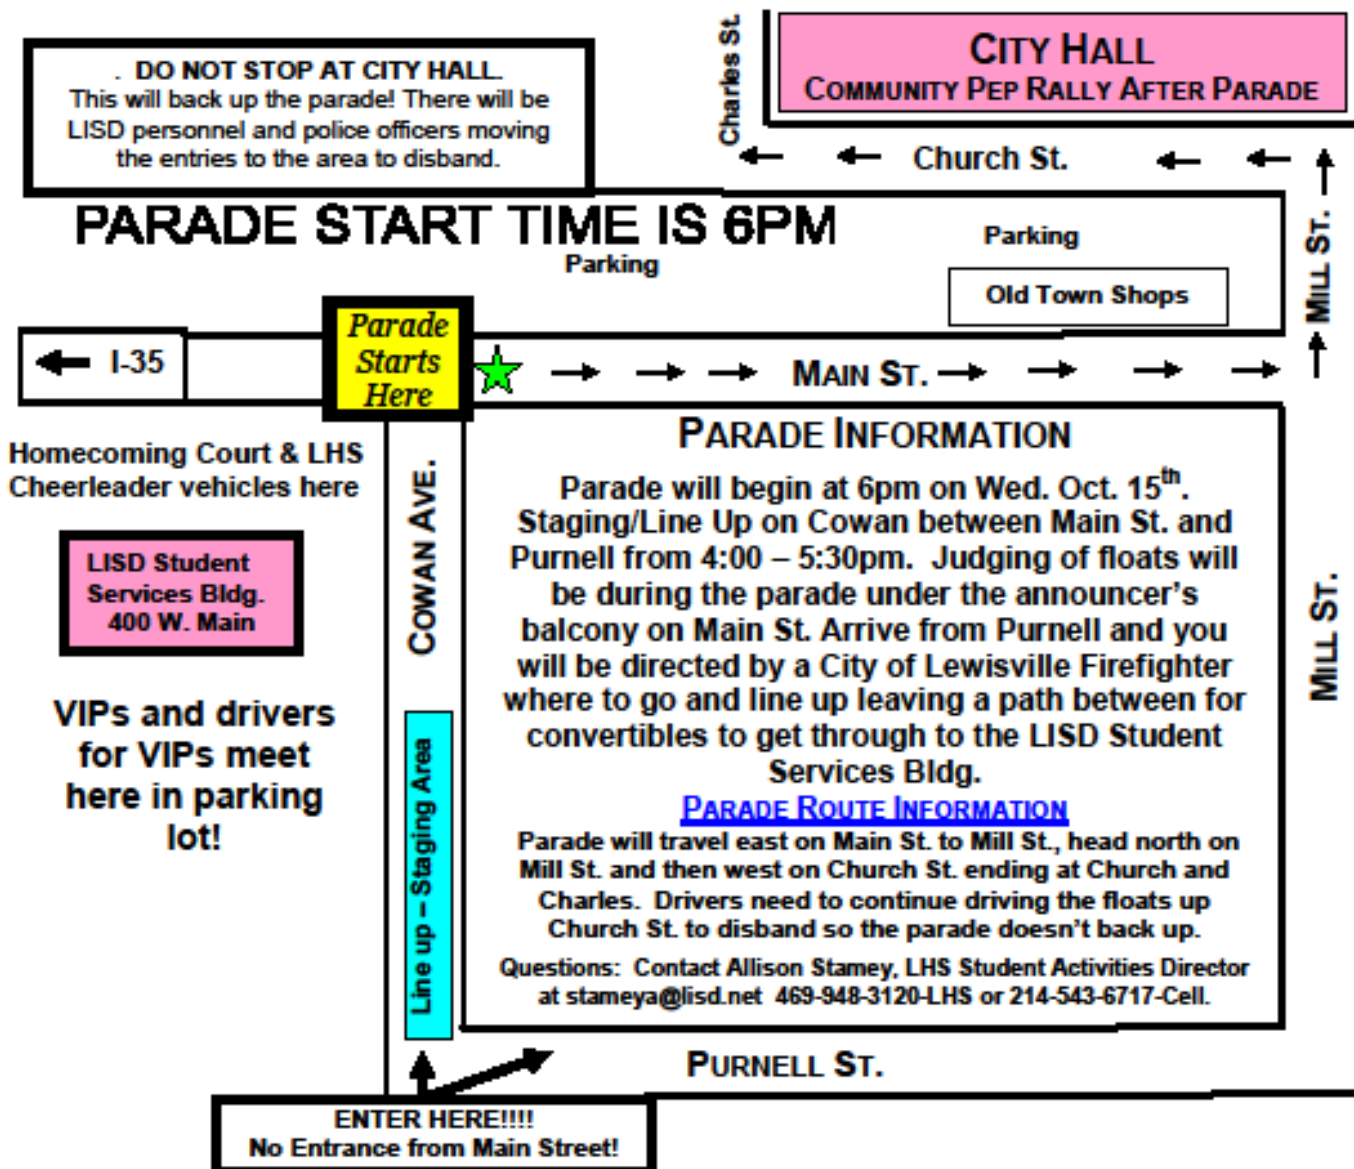 . DO NOT STOP AT CITY HALL.
This will back up the parade! There will be
LISD personnel and police officers moving
the entries to the area to disband.
Charles St.
CITY HALL
COMMUNITY PEP RALLY AFTER PARADE
Church St.
PARADE START TIME IS 6PM
Parking
Parking
Old Town Shops
MILL ST.
I-35
Parade
Starts
Here
MAIN ST.
Homecoming Court & LHS
Cheerleader vehicles here
LISD Student
Services Bldg.
400 W. Main
VIPs and drivers
for VIPs meet
here in parking
lot!
COWAN AVE.
Line up – Staging Area
PARADE INFORMATION
Parade will begin at 6pm on Wed. Oct. 15th.
Staging/Line Up on Cowan between Main St. and
Purnell from 4:00 – 5:30pm. Judging of floats will
be during the parade under the announcer's
balcony on Main St. Arrive from Purnell and you
will be directed by a City of Lewisville Firefighter
where to go and line up leaving a path between for
convertibles to get through to the LISD Student
Services Bldg.
PARADE ROUTE INFORMATION
Parade will travel east on Main St. to Mill St., head north on
Mill St. and then west on Church St. ending at Church and
Charles. Drivers need to continue driving the floats up
Church St. to disband so the parade doesn't back up.
Questions: Contact Allison Stamey, LHS Student Activities Director
at stameya@lisd.net 469-948-3120-LHS or 214-543-6717-Cell.
MILL ST.
PURNELL ST.
ENTER HERE!!!!
No Entrance from Main Street!